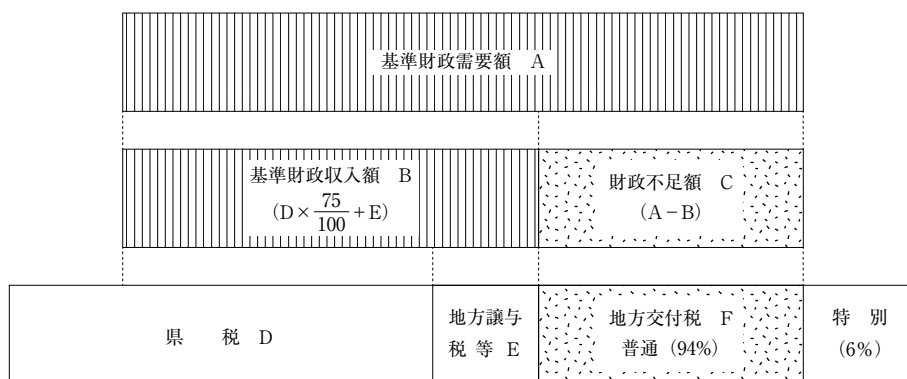 基準財政需要額 A
基準財政収入額 B
(D×75/100+E)
財政不足額 C
(A−B)
県 税 D
地方譲与
税 等 E
地方交付税 F
普通 (94%)
特 別
(6%)